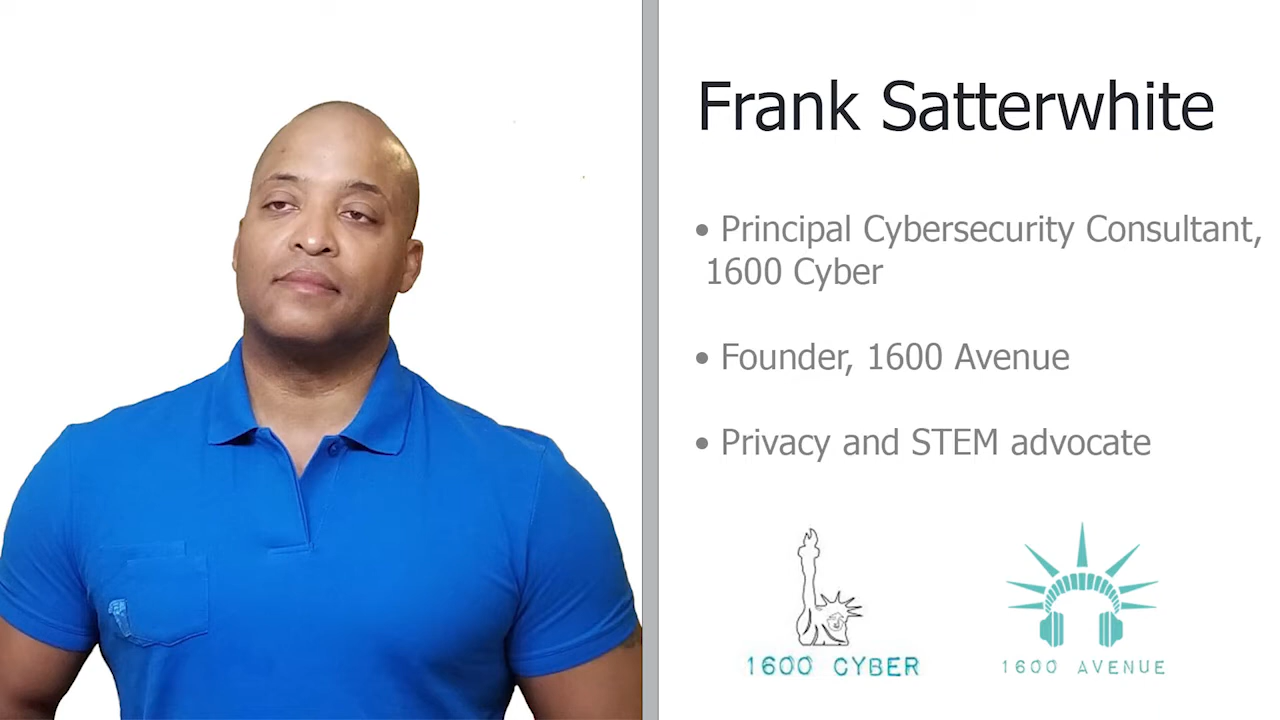 Frank Satterwhite
• Principal Cybersecurity Consultant,
1600 Cyber
• Founder, 1600 Avenue
• Privacy and STEM advocate
1600 CYBER
1600 AVENUE